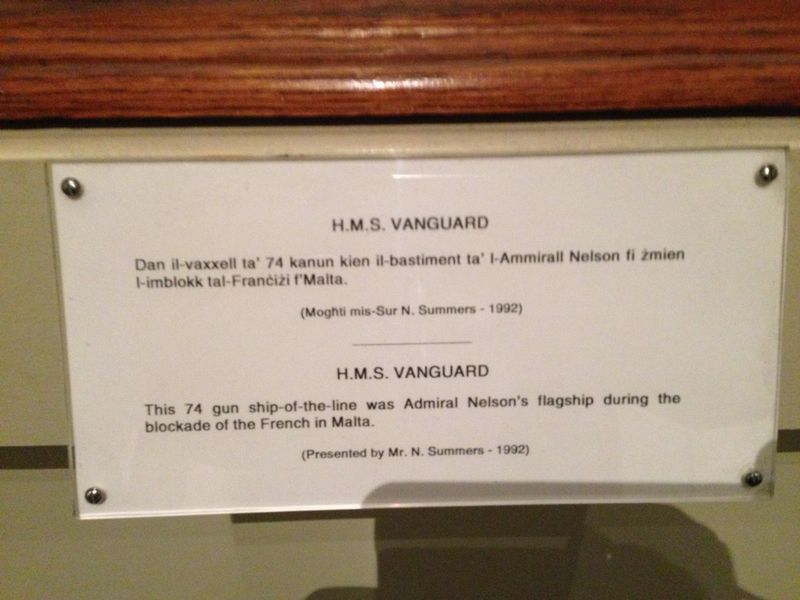 H.M.S. VANGUARD
Dan il-vaxxell ta' 74 kanun kien il-bastiment ta' l-Ammirall Nelson fi żmien
l-imblokk tal-Franċiżi f'Malta.
(Mogħti mis-Sur N. Summers - 1992)
H.M.S. VANGUARD
This 74 gun ship-of-the-line was Admiral Nelson's flagship during the
blockade of the French in Malta.
(Presented by Mr. N. Summers - 1992)